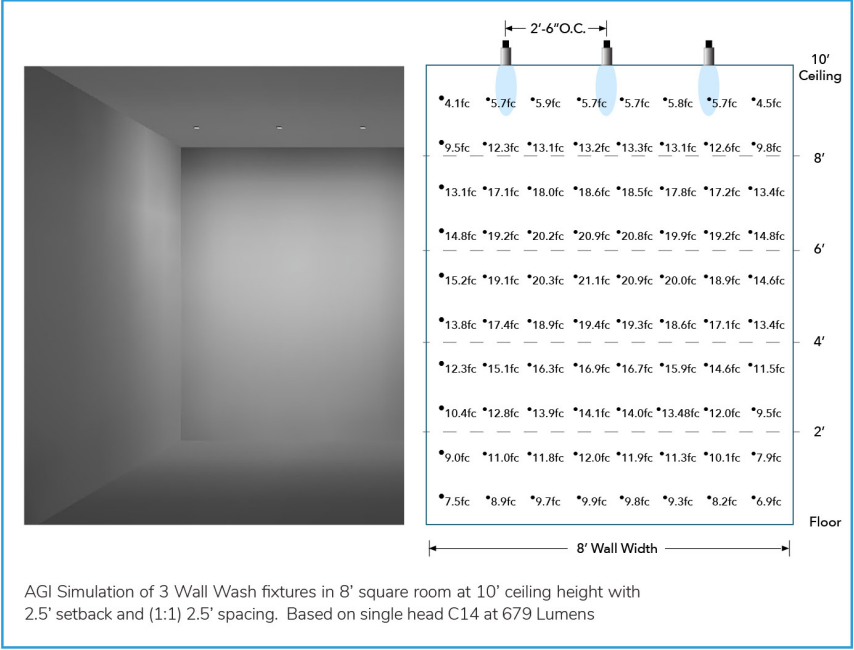 2'-6"O.C.
10'
Ceiling
4.1fc 5.7fc 5.9fc 5.7fc 5.7fc 5.8fc 5.7fc 4.5fc
9.5fc 12.3fc 13.1fc 13.2fc 13.3fc 13.1fc 12.6fc 9.8fc
8'
13.1fc 17.1fc 18.0fc 18.6fc 18.5fc 17.8fc 17.2fc 13.4fc
14.8fc 19.2fc 20.2fc 20.9fc 20.8fc 19.9fc 19.2fc 14.8fc
6'
15.2fc 19.1fc 20.3fc 21.1fc 20.9fc 20.0fc 18.9fc 14.6fc
13.8fc 17.4fc 18.9fc 19.4fc 19.3fc 18.6fc 17.1fc 13.4fc
4'
12.3fc 15.1fc 16.3fc 16.9fc 16.7fc 15.9fc 14.6fc 11.5fc
10.4fc 12.8fc 13.9fc 14.1fc 14.0fc 13.48fc 12.0fc 9.5fc
2'
9.0fc 11.0fc 11.8fc 12.0fc 11.9fc 11.3fc 10.1fc 7.9fc
7.5fc 8.9fc 9.7fc 9.9fc 9.8fc 9.3fc 8.2fc 6.9fc
Floor
8' Wall Width
AGI Simulation of 3 Wall Wash fixtures in 8' square room at 10' ceiling height with
2.5' setback and (1:1) 2.5' spacing. Based on single head C14 at 679 Lumens